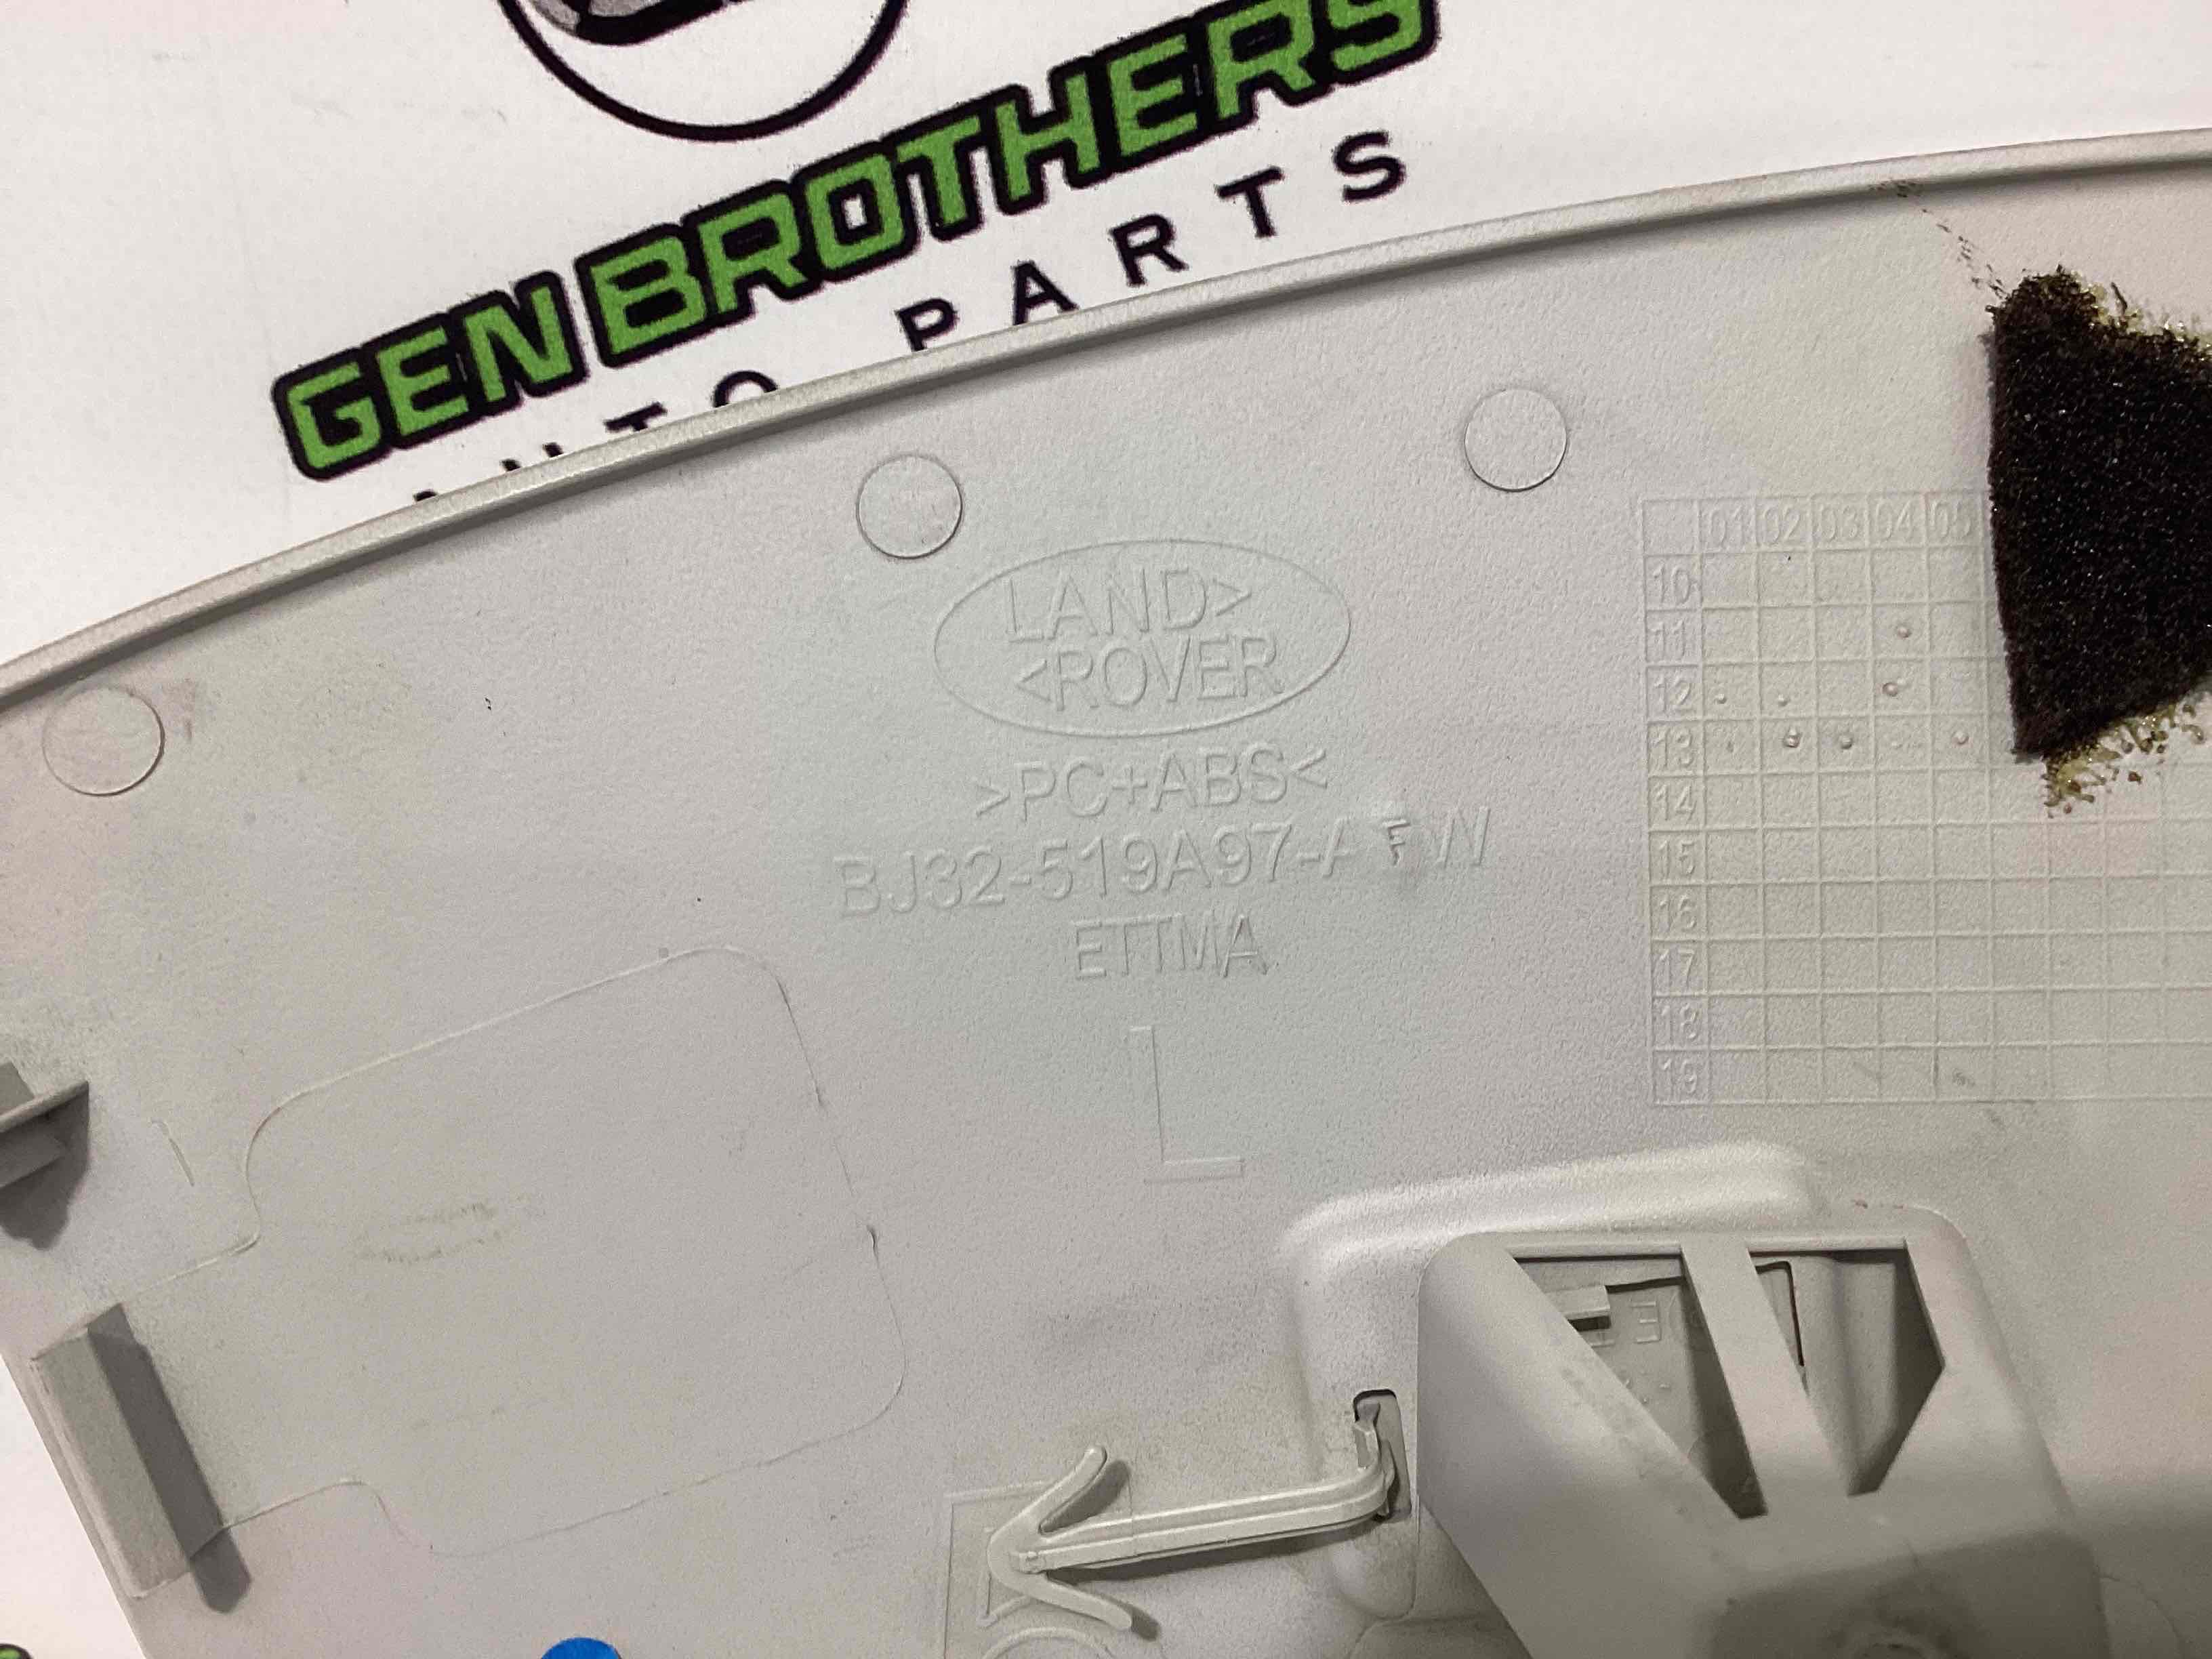 GEN BROTHERS
AUTO PARTS
LAND>
<ROVER
>PC+ABS<
BJ32-519A97-AFW
ETTMA
L
01 02 03 04 05
10
11
12
13
14
15
16
17
18
19